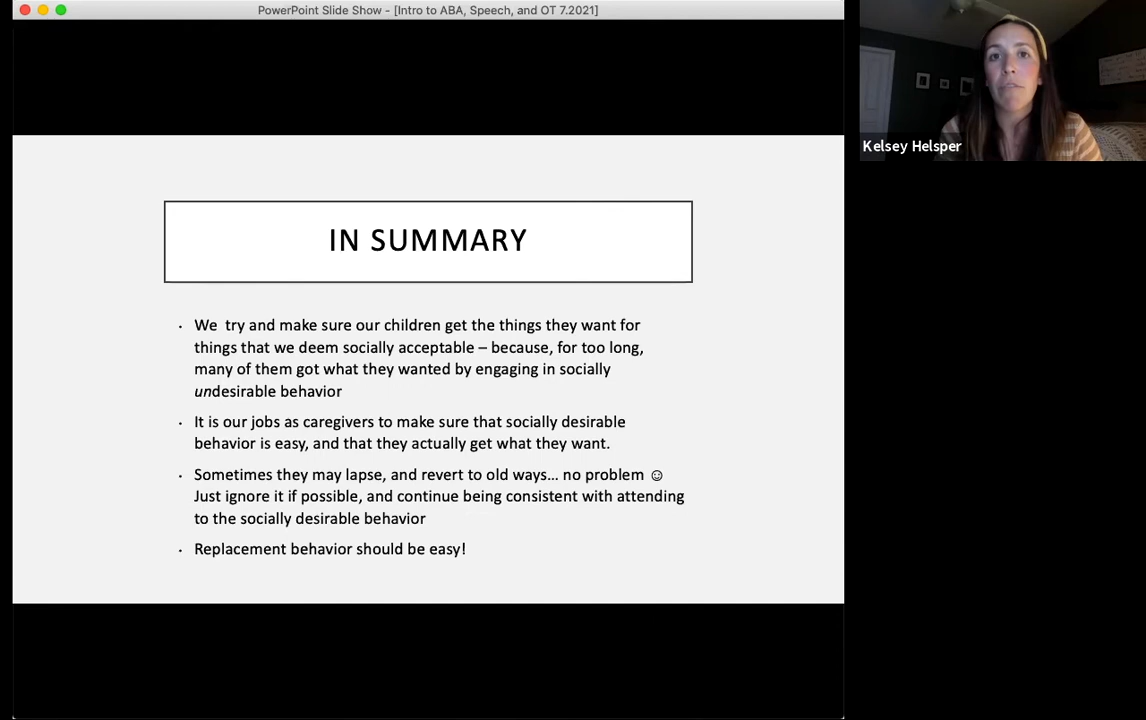 PowerPoint Slide Show - [Intro to ABA, Speech, and OT 7.2021]
Kelsey Helsper
IN SUMMARY
• We  try and make sure our children get the things they want for
things that we deem socially acceptable – because, for too long,
many of them got what they wanted by engaging in socially
undesirable behavior
• It is our jobs as caregivers to make sure that socially desirable
behavior is easy, and that they actually get what they want.
• Sometimes they may lapse, and revert to old ways... no problem ☺
Just ignore it if possible, and continue being consistent with attending
to the socially desirable behavior
• Replacement behavior should be easy!